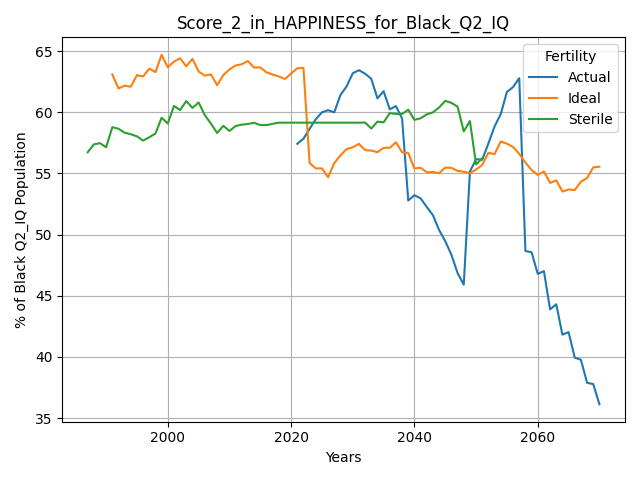 Score_2_in_HAPPINESS_for_Black_Q2_IQ
% of Black Q2_IQ Population
65
60
55
50
45
40
35
Fertility
Actual
Ideal
Sterile
2000 2020 2040 2060
Years